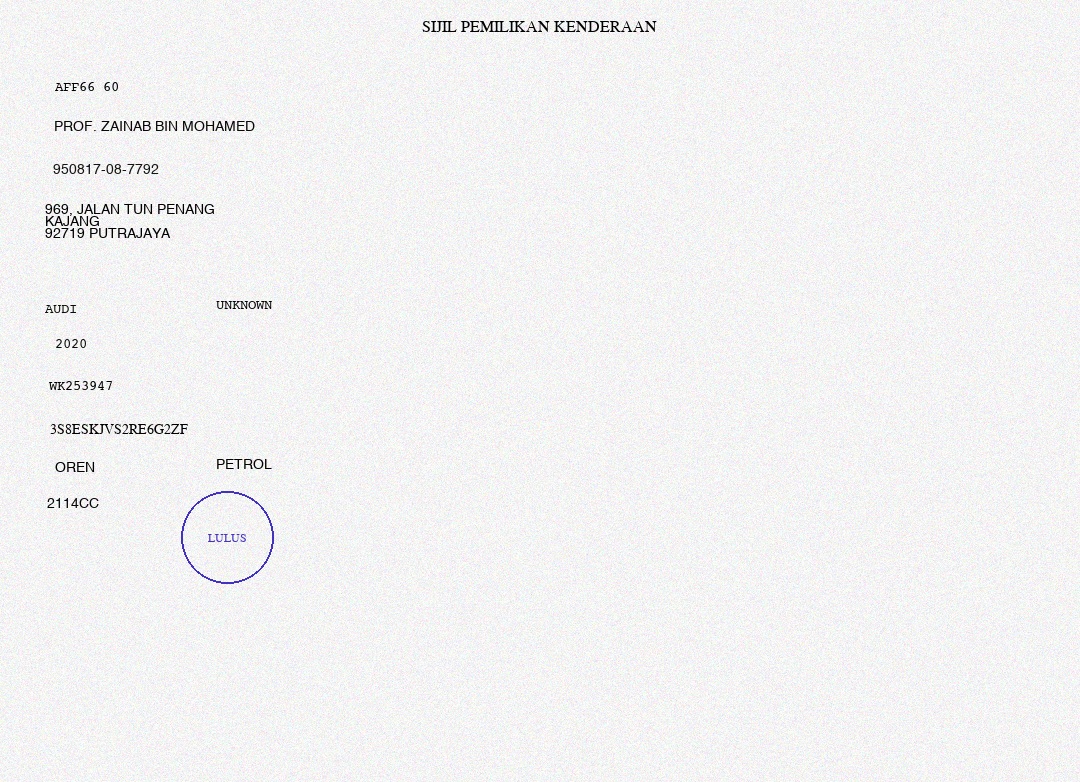 SIJIL PEMILIKAN KENDERAAN
AFF66 60
PROF. ZAINAB BIN MOHAMED
950817-08-7792
969, JALAN TUN PENANG
KAJANG
92719 PUTRAJAYA
AUDI UNKNOWN
2020
WK253947
3S8ESKJVS2RE6G2ZF
OREN PETROL
2114CC
LULUS